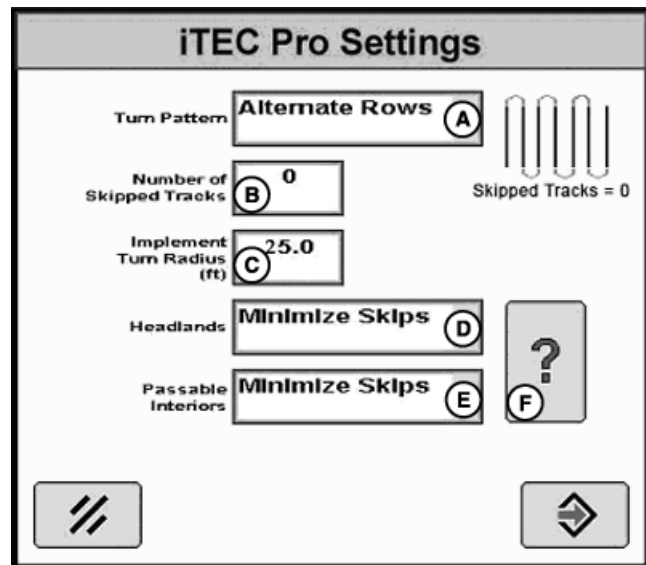 iTEC Pro Settings
Turn Pattern
Alternate Rows
A
Skipped Tracks = 0
Number of
Skipped Tracks
B
0
Implement
Turn Radius
(ft)
C
25.0
Headlands
Minimize Skips
D
Passable
Interiors
Minimize Skips
E
?
F